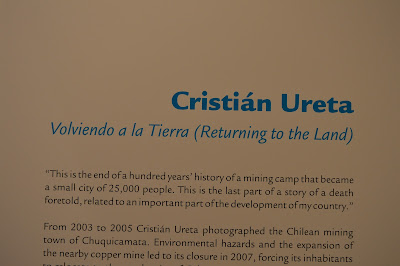 Cristián Ureta
Volviendo a la Tierra (Returning to the Land)
“This is the end of a hundred years’ history of a mining camp that became
a small city of 25,000 people. This is the last part of a story of a death
foretold, related to an important part of the development of my country.”
From 2003 to 2005 Cristián Ureta photographed the Chilean mining
town of Chuquicamata. Environmental hazards and the expansion of
the nearby copper mine led to its closure in 2007, forcing its inhabitants